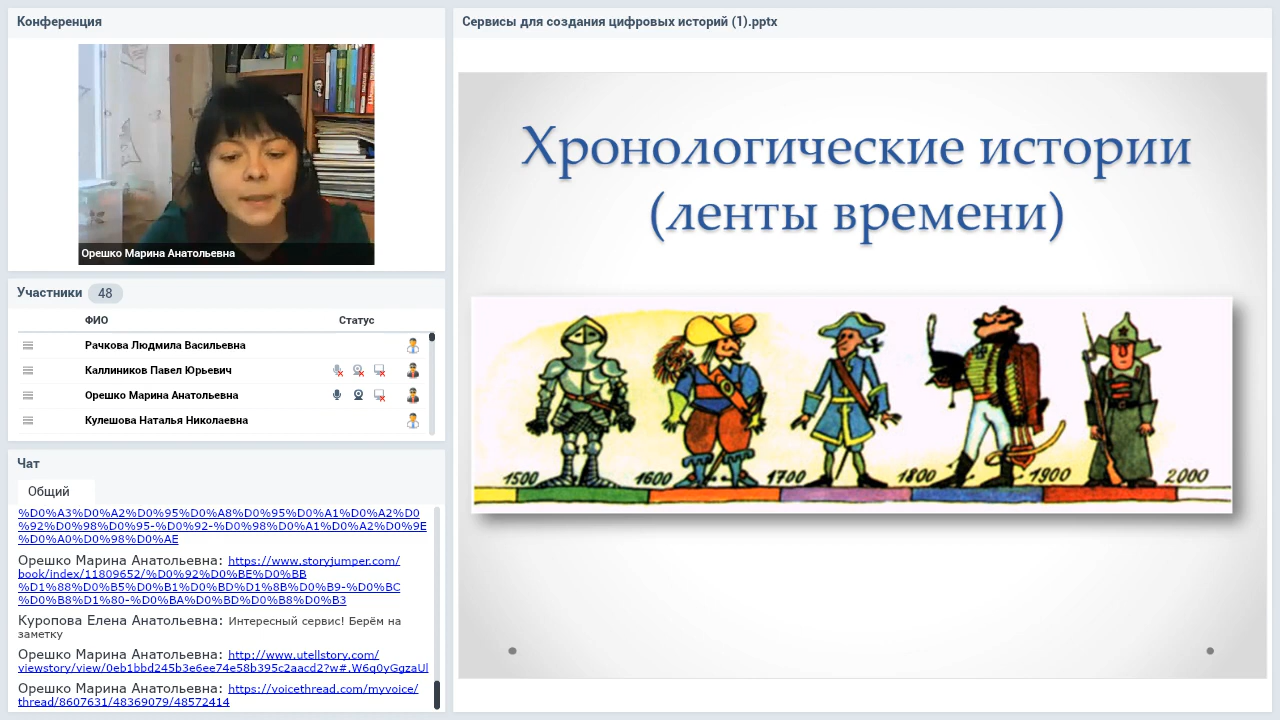 Конференция
Орешко Марина Анатольевна
Участники 48
ФИО Статус
Рачкова Людмила Васильевна
Каллиников Павел Юрьевич
Орешко Марина Анатольевна
Кулешова Наталья Николаевна
Чат
Общий
%D0%A3%D0%A2%D0%95%D0%A8%D0%95%D0%A1%D0%A2%D0
%92%D0%98%D0%95-%D0%92-%D0%98%D0%A1%D0%A2%D0%9E
%D0%A0%D0%98%D0%AE
Орешко Марина Анатольевна: https://www.storyjumper.com/
book/index/11809652/%D0%92%D0%BE%D0%BB
%D1%88%D0%B5%D0%B1%D0%BD%D1%8B%D0%B9-%D0%BC
%D0%B8%D1%80-%D0%BA%D0%BD%D0%B8%D0%B3
Куропова Елена Анатольевна: Интересный сервис! Берём на
заметку
Орешко Марина Анатольевна: http://www.utellstory.com/
viewstory/view/0eb1bbd245b3e6ee74e58b395c2aacd2?w#.W6q0yGgzaUl
Орешко Марина Анатольевна: https://voicethread.com/myvoice/
thread/8607631/48369079/48572414
Сервисы для создания цифровых историй (1).pptx
Хронологические истории
(ленты времени)
1500 1600 1700 1800 1900 2000